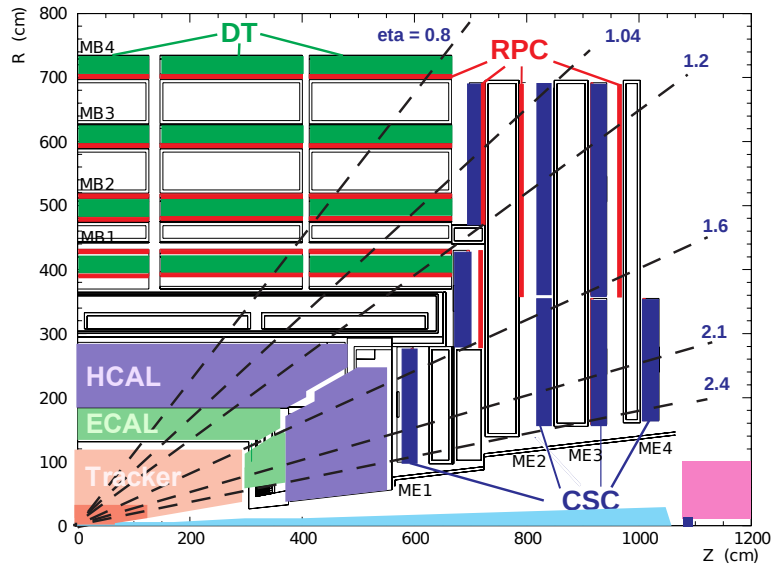 R (cm)
800
700
600
500
400
300
200
100
0
0
200
400
600
800
1000
1200
Z (cm)
MB4
MB3
MB2
MB1
DT
eta = 0.8
RPC
1.04
1.2
1.6
2.1
2.4
HCAL
ECAL
Tracker
ME1
ME2
ME3
ME4
CSC